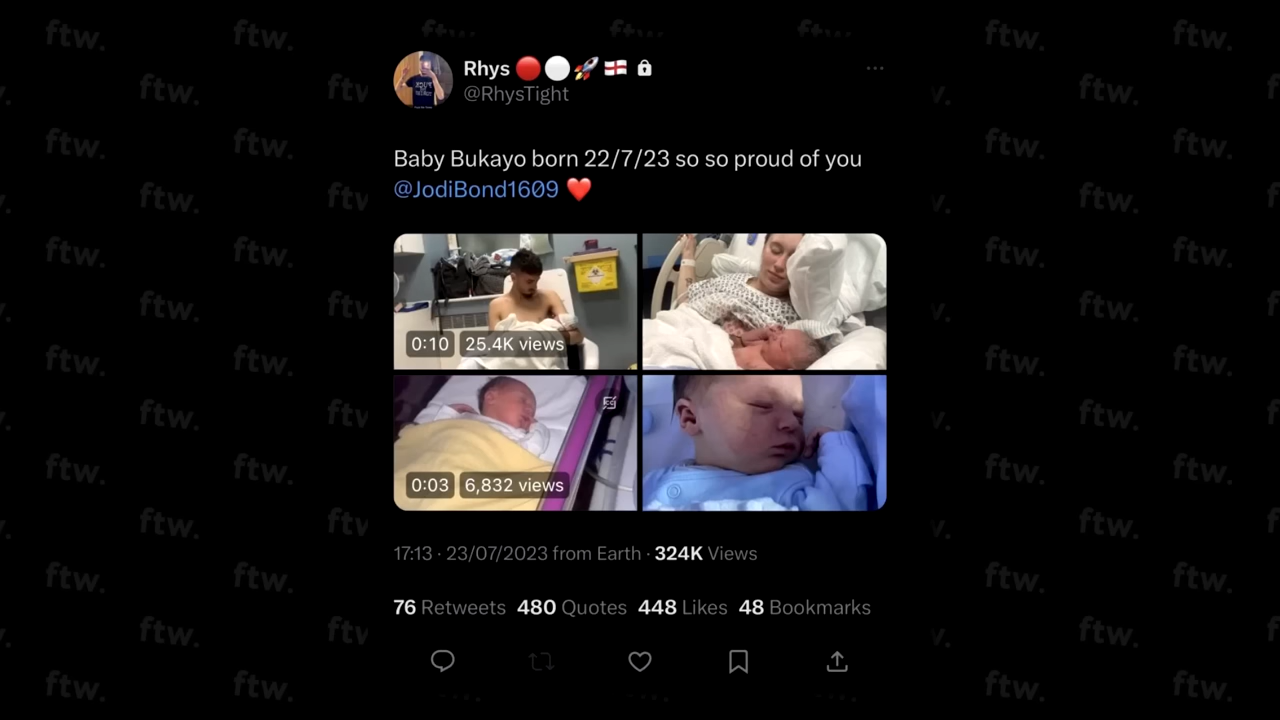 Rhys 🔴⚪🚀🏴󠁧󠁢󠁥󠁮󠁧󠁿🔒
@RhysTight
Baby Bukayo born 22/7/23 so so proud of you
@JodiBond1609 ❤️
0:10 25.4K views
0:03 6,832 views
17:13 · 23/07/2023 from Earth · 324K Views
76 Retweets 480 Quotes 448 Likes 48 Bookmarks
ftw.